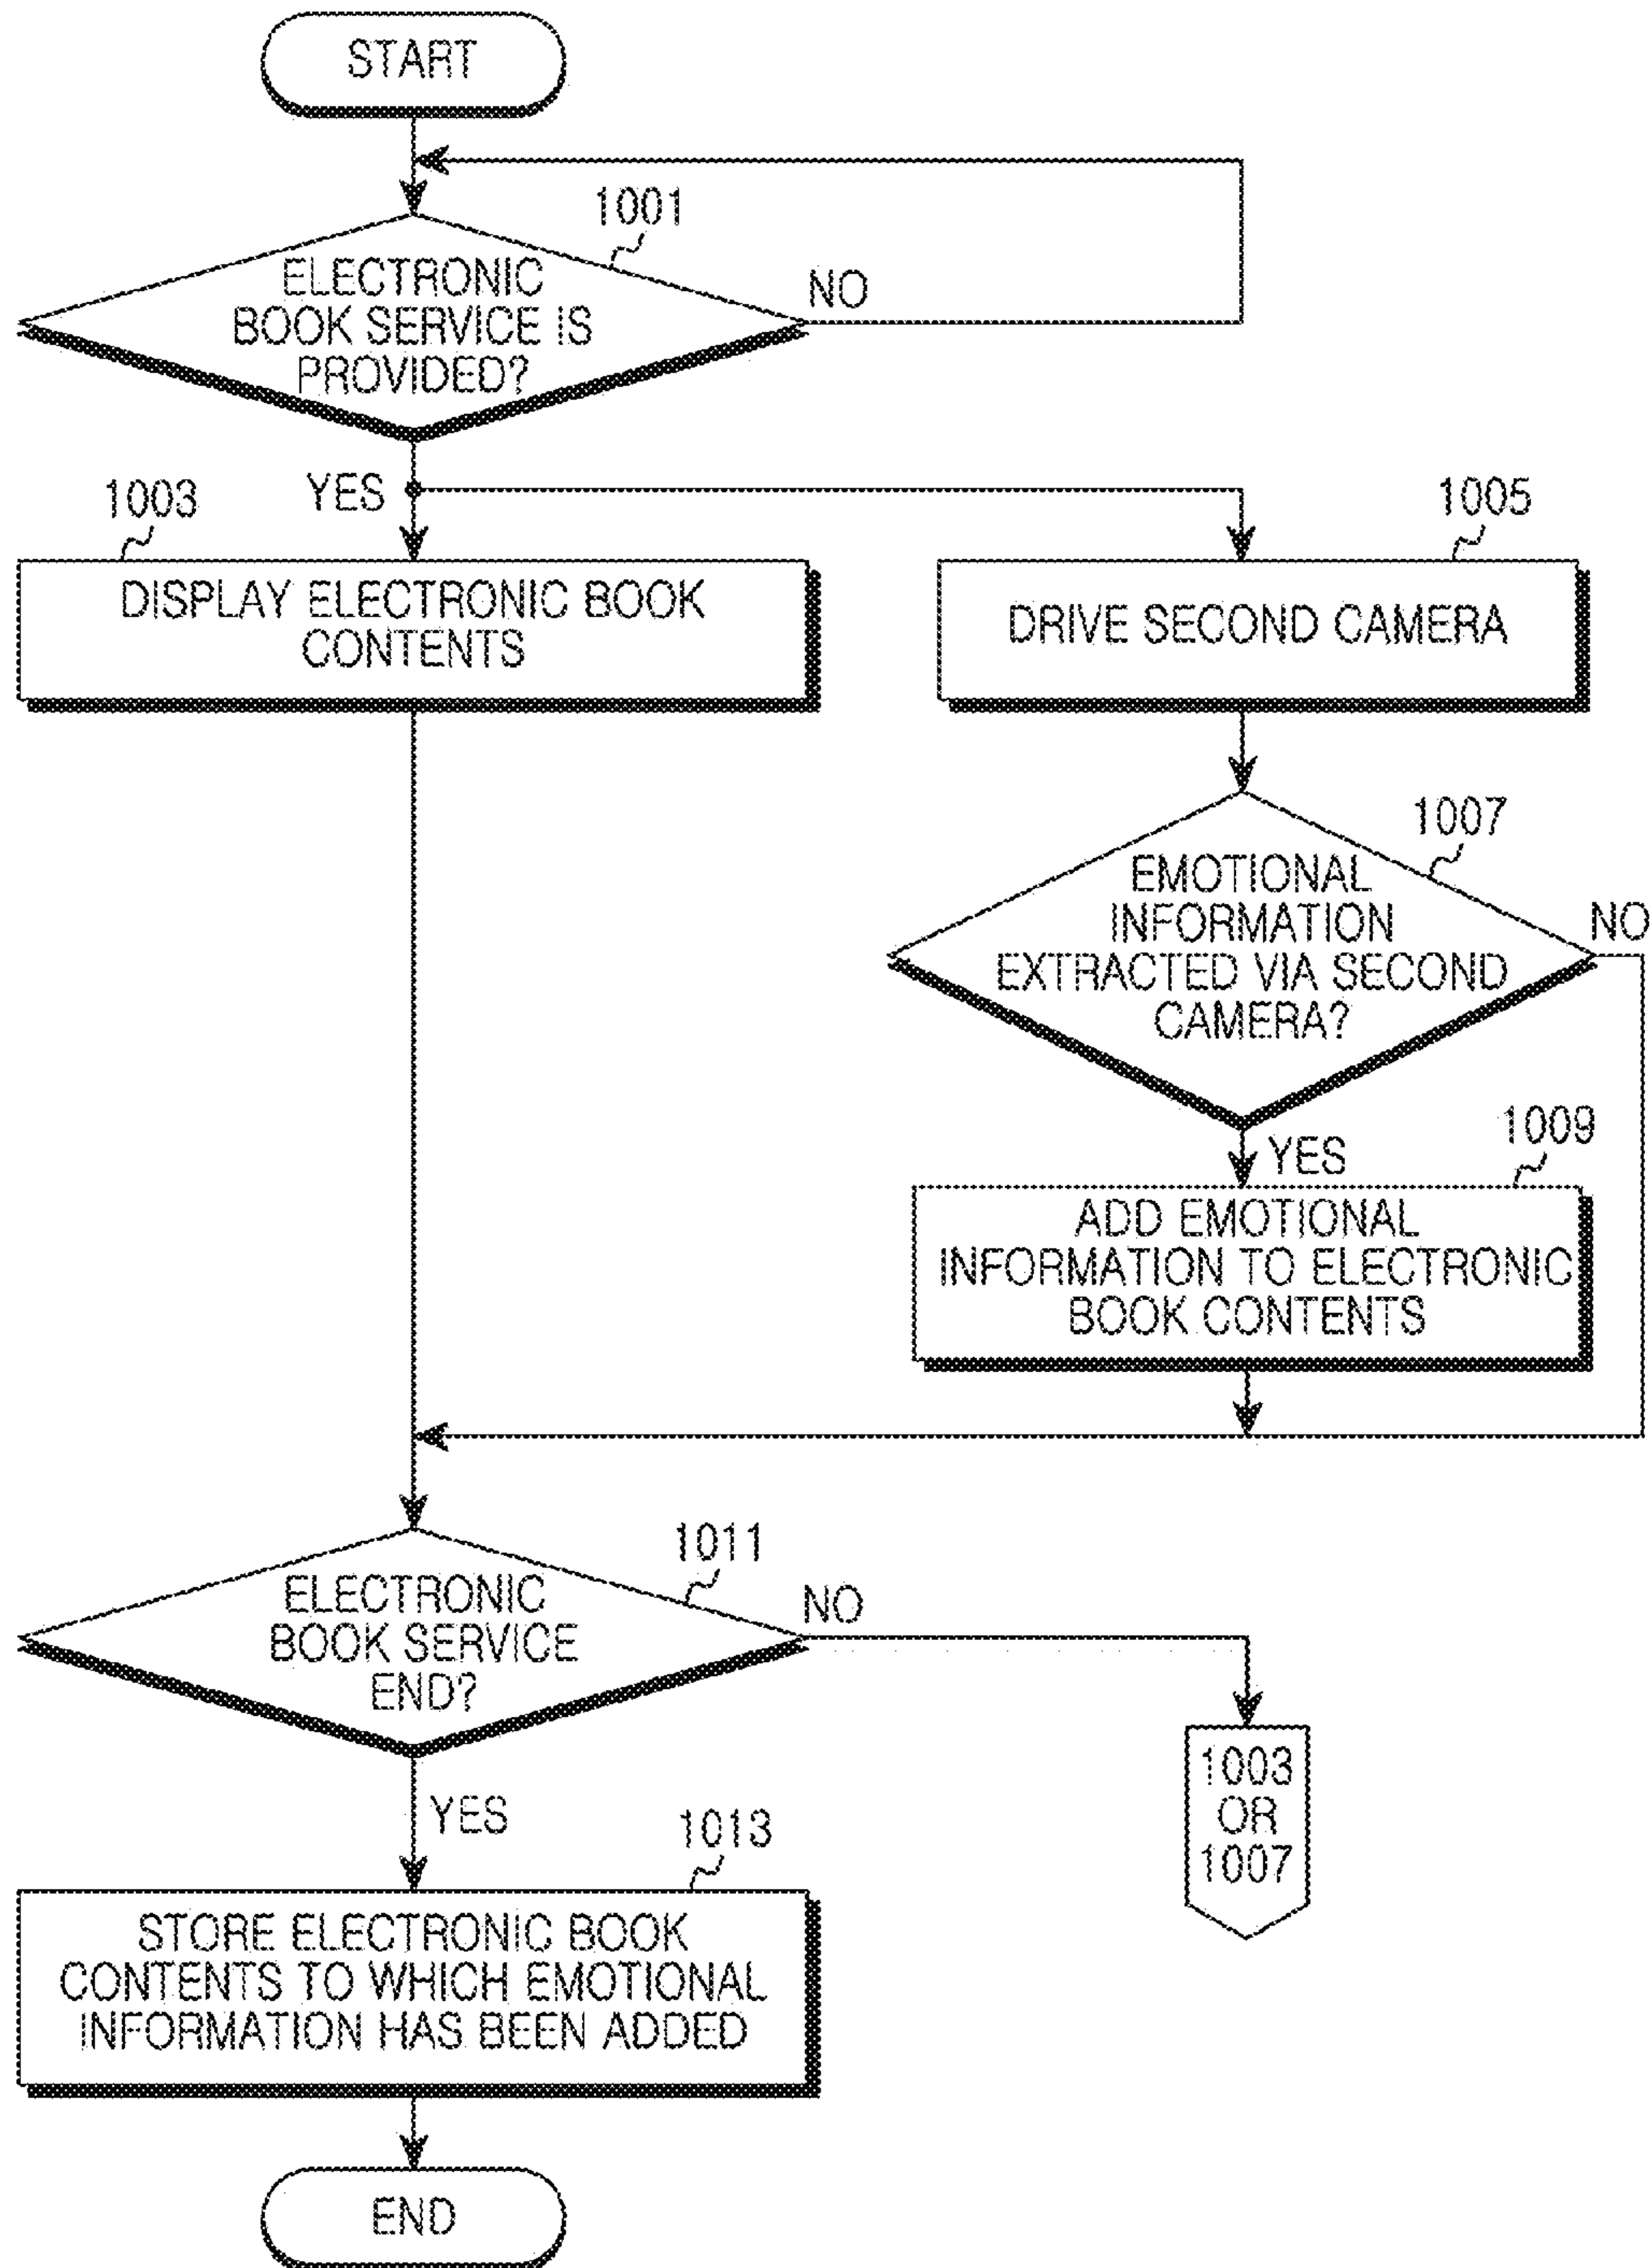 START
1001
ELECTRONIC
BOOK SERVICE IS
PROVIDED?
NO
YES
1003
DISPLAY ELECTRONIC BOOK
CONTENTS
1005
DRIVE SECOND CAMERA
1007
EMOTIONAL
INFORMATION
EXTRACTED VIA SECOND
CAMERA?
NO
YES
1009
ADD EMOTIONAL
INFORMATION TO ELECTRONIC
BOOK CONTENTS
1011
ELECTRONIC
BOOK SERVICE
END?
NO
1003
OR
1007
YES
1013
STORE ELECTRONIC BOOK
CONTENTS TO WHICH EMOTIONAL
INFORMATION HAS BEEN ADDED
END